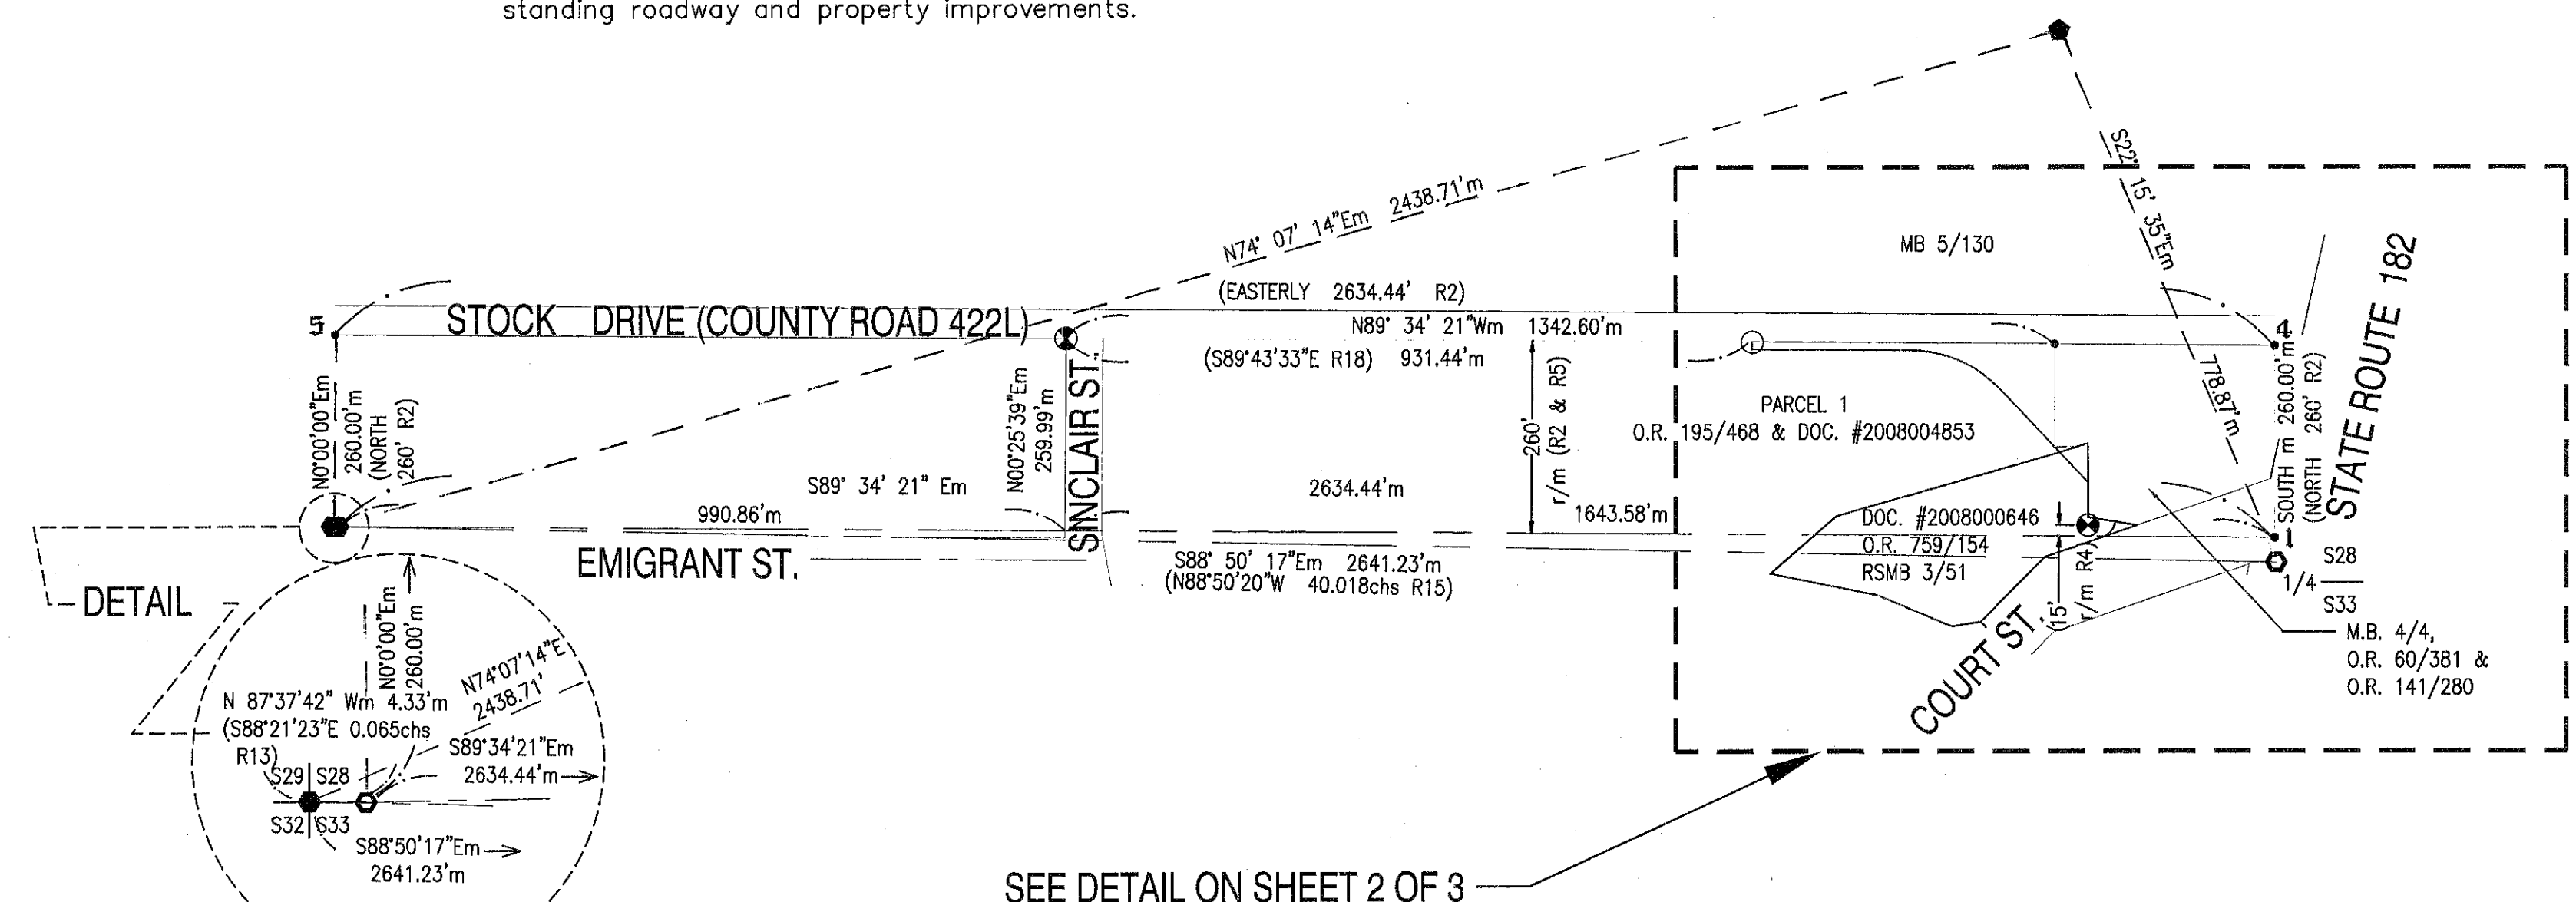 standing roadway and property improvements.
S22° 15' 35"Em
778.87'm
N74° 07' 14"Em 2438.71'm
MB 5/130
STATE ROUTE 182
(EASTERLY 2634.44' R2)
5
STOCK DRIVE (COUNTY ROAD 422L)
N89° 34' 21"Wm 1342.60'm
4
(S89°43'33"E R18) 931.44'm
N0°00'00"Em
260.00'm
(NORTH
260' R2)
N00°25'39"Em
259.99'm
SINCLAIR ST.
260'
r/m (R2 & R5)
PARCEL 1
O.R. 195/468 & DOC. #2008004853
SOUTH m 260.00'm
(NORTH 260' R2)
S89° 34' 21" Em
2634.44'm
990.86'm
1643.58'm
DOC. #2008000646
O.R. 759/154
RSMB 3/51
1
EMIGRANT ST.
S88° 50' 17"Em 2641.23'm
(N88°50'20"W 40.018chs R15)
15'
r/m R4)
S28
1/4
S33
DETAIL
COURT ST.
M.B. 4/4,
O.R. 60/381 &
O.R. 141/280
N0°0'00"Em
260.00'm
N74°07'14"E
2438.71'
N 87°37'42" Wm 4.33'm
(S88°21'23"E 0.065chs
R13)
S89°34'21"Em
2634.44'm
S29 S28
S32 S33
S88°50'17"Em
2641.23'm
SEE DETAIL ON SHEET 2 OF 3